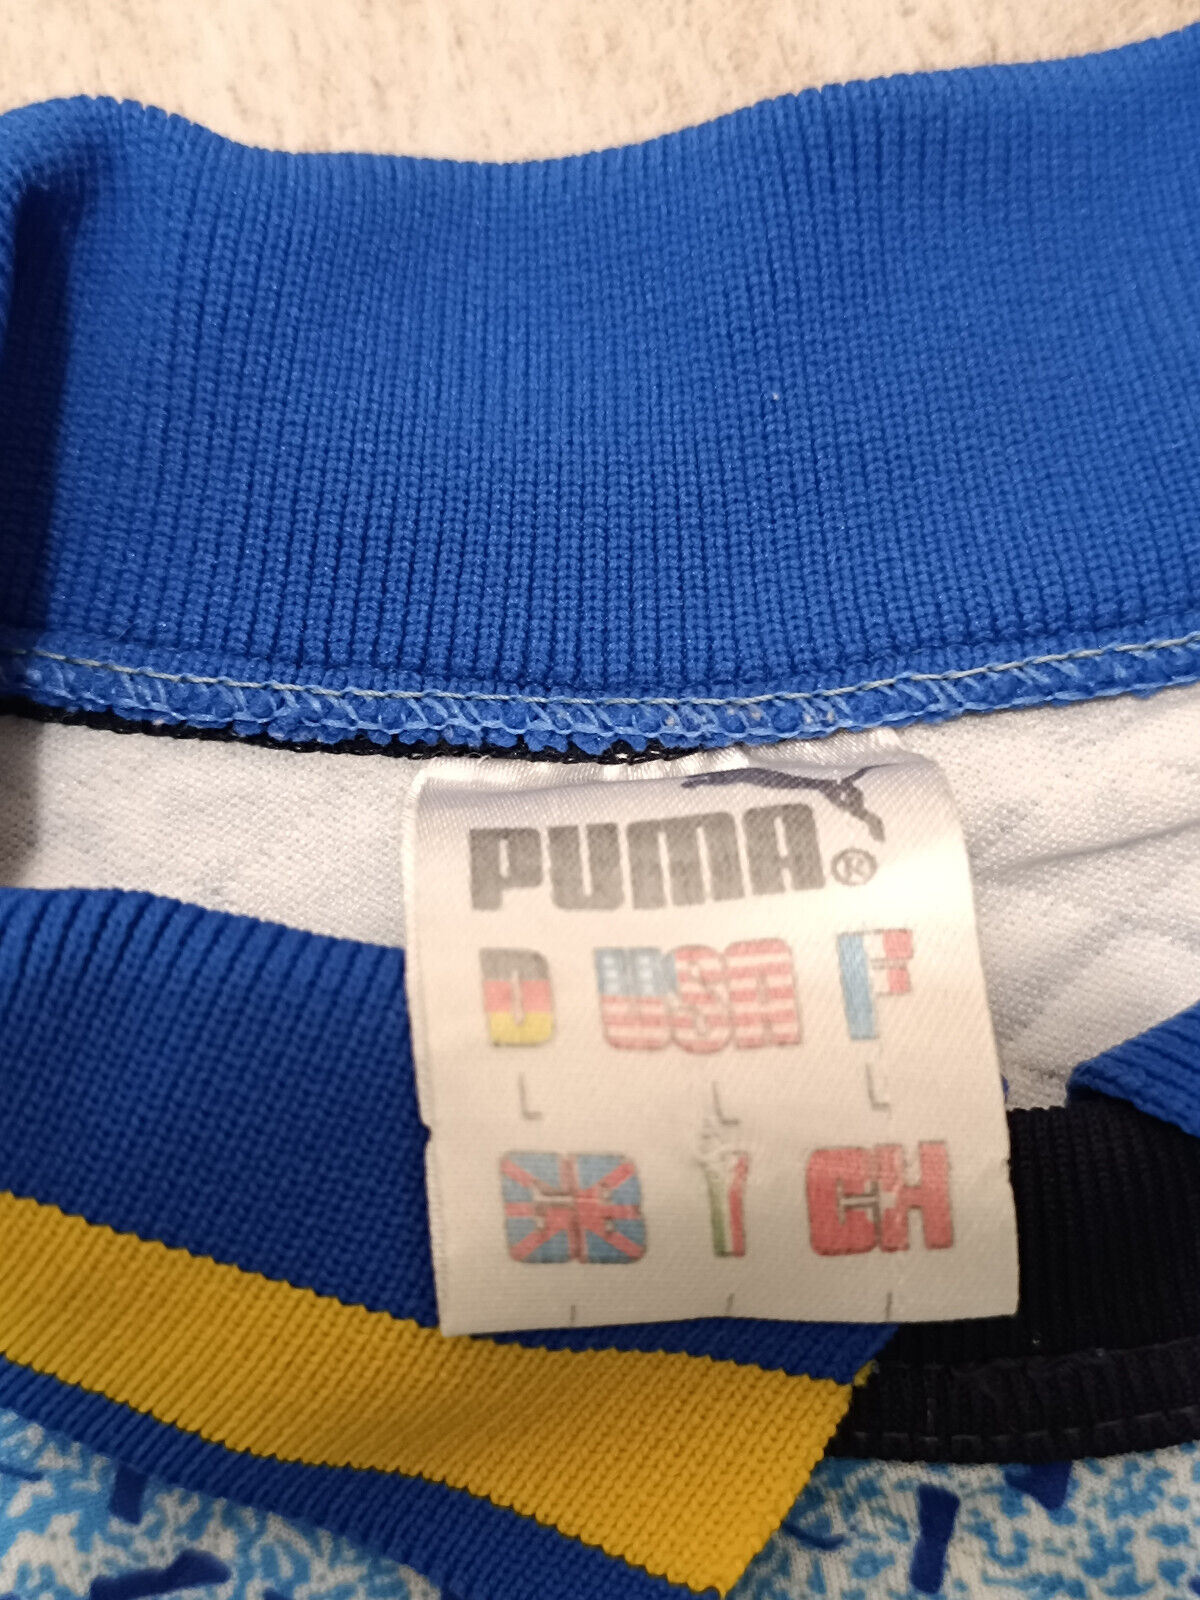 PUMA®
D USA F
L L L
GB I CH